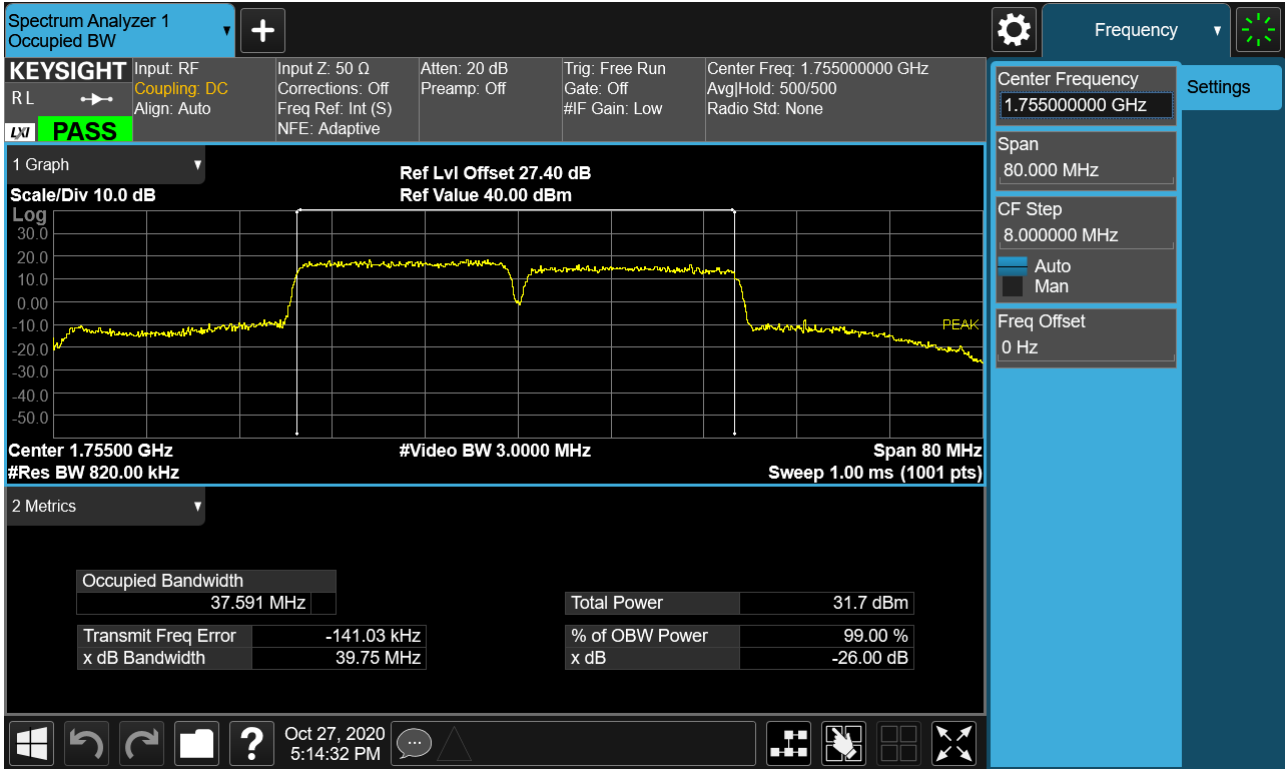 Spectrum Analyzer 1
Occupied BW
Frequency
KEYSIGHT
R L
LXI PASS
Input: RF
Coupling: DC
Align: Auto
Input Z: 50 Ω
Corrections: Off
Freq Ref: Int (S)
NFE: Adaptive
Atten: 20 dB
Preamp: Off
Trig: Free Run
Gate: Off
#IF Gain: Low
Center Freq: 1.755000000 GHz
Avg|Hold: 500/500
Radio Std: None
Center Frequency
1.755000000 GHz
Settings
Span
80.000 MHz
CF Step
8.000000 MHz
Auto
Man
Freq Offset
0 Hz
1 Graph
Scale/Div 10.0 dB
Ref Lvl Offset 27.40 dB
Ref Value 40.00 dBm
Log
30.0
20.0
10.0
0.00
-10.0
-20.0
-30.0
-40.0
-50.0
PEAK
Center 1.75500 GHz
#Video BW 3.0000 MHz
Span 80 MHz
#Res BW 820.00 kHz
Sweep 1.00 ms (1001 pts)
2 Metrics
Occupied Bandwidth
37.591 MHz
Total Power 31.7 dBm
Transmit Freq Error -141.03 kHz
% of OBW Power 99.00 %
x dB Bandwidth 39.75 MHz
x dB -26.00 dB
?
Oct 27, 2020
5:14:32 PM